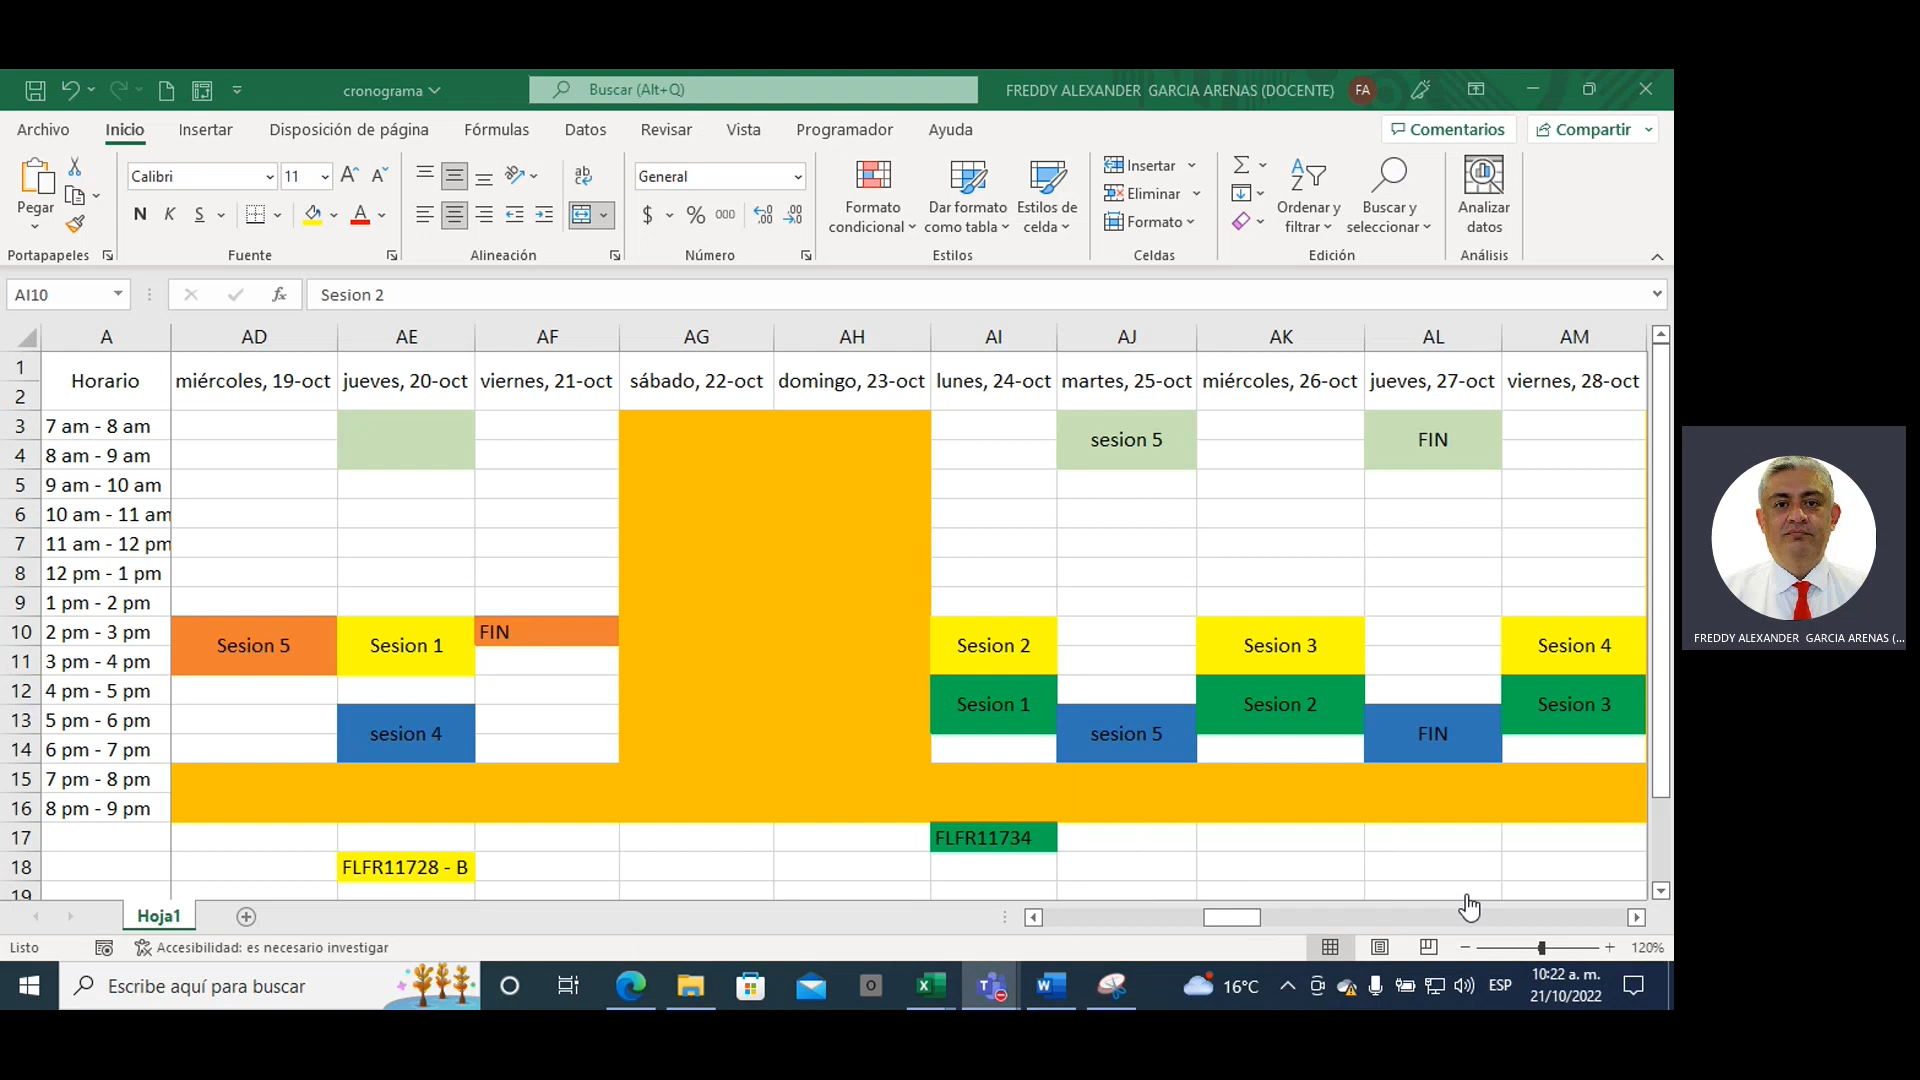 cronograma
Buscar (Alt+Q)
FREDDY ALEXANDER GARCIA ARENAS (DOCENTE)
FA
Archivo Inicio Insertar Disposición de página Fórmulas Datos Revisar Vista Programador Ayuda
Comentarios Compartir
Pegar
Calibri 11
N K S
General
$ % 000
Formato condicional
Dar formato como tabla
Estilos de celda
Insertar
Eliminar
Formato
Ordenar y filtrar
Buscar y seleccionar
Analizar datos
Portapapeles Fuente Alineación Número Estilos Celdas Edición Análisis
AI10 fx Sesion 2
A AD AE AF AG AH AI AJ AK AL AM
1
2
Horario miércoles, 19-oct jueves, 20-oct viernes, 21-oct sábado, 22-oct domingo, 23-oct lunes, 24-oct martes, 25-oct miércoles, 26-oct jueves, 27-oct viernes, 28-oct
3 7 am - 8 am
sesion 5 FIN
4 8 am - 9 am
5 9 am - 10 am
6 10 am - 11 am
7 11 am - 12 pm
8 12 pm - 1 pm
9 1 pm - 2 pm
10 2 pm - 3 pm FIN
Sesion 5 Sesion 1 Sesion 2 Sesion 3 Sesion 4
11 3 pm - 4 pm
12 4 pm - 5 pm
Sesion 1 Sesion 2 Sesion 3
13 5 pm - 6 pm
sesion 4 sesion 5 FIN
14 6 pm - 7 pm
15 7 pm - 8 pm
16 8 pm - 9 pm
17 FLFR11734
18 FLFR11728 - B
19
Hoja1
Listo Accesibilidad: es necesario investigar 120%
Escribe aquí para buscar
16°C
ESP
10:22 a. m.
21/10/2022
FREDDY ALEXANDER GARCIA ARENAS (...